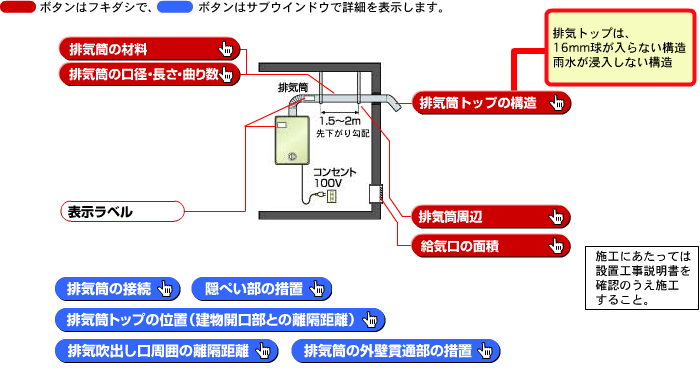 ボタンはフキダシで、 ボタンはサブウインドウで詳細を表示します。
排気筒の材料
排気筒の口径・長さ・曲り数
排気トップは、
16mm球が入らない構造
雨水が浸入しない構造
排気筒
排気筒トップの構造
1.5～2m
先下がり勾配
コンセント
100V
表示ラベル
排気筒周辺
給気口の面積
施工にあたっては
設置工事説明書を
確認のうえ施工
すること。
排気筒の接続
隠ぺい部の措置
排気筒トップの位置（建物開口部との離隔距離）
排気吹出し口周囲の離隔距離
排気筒の外壁貫通部の措置